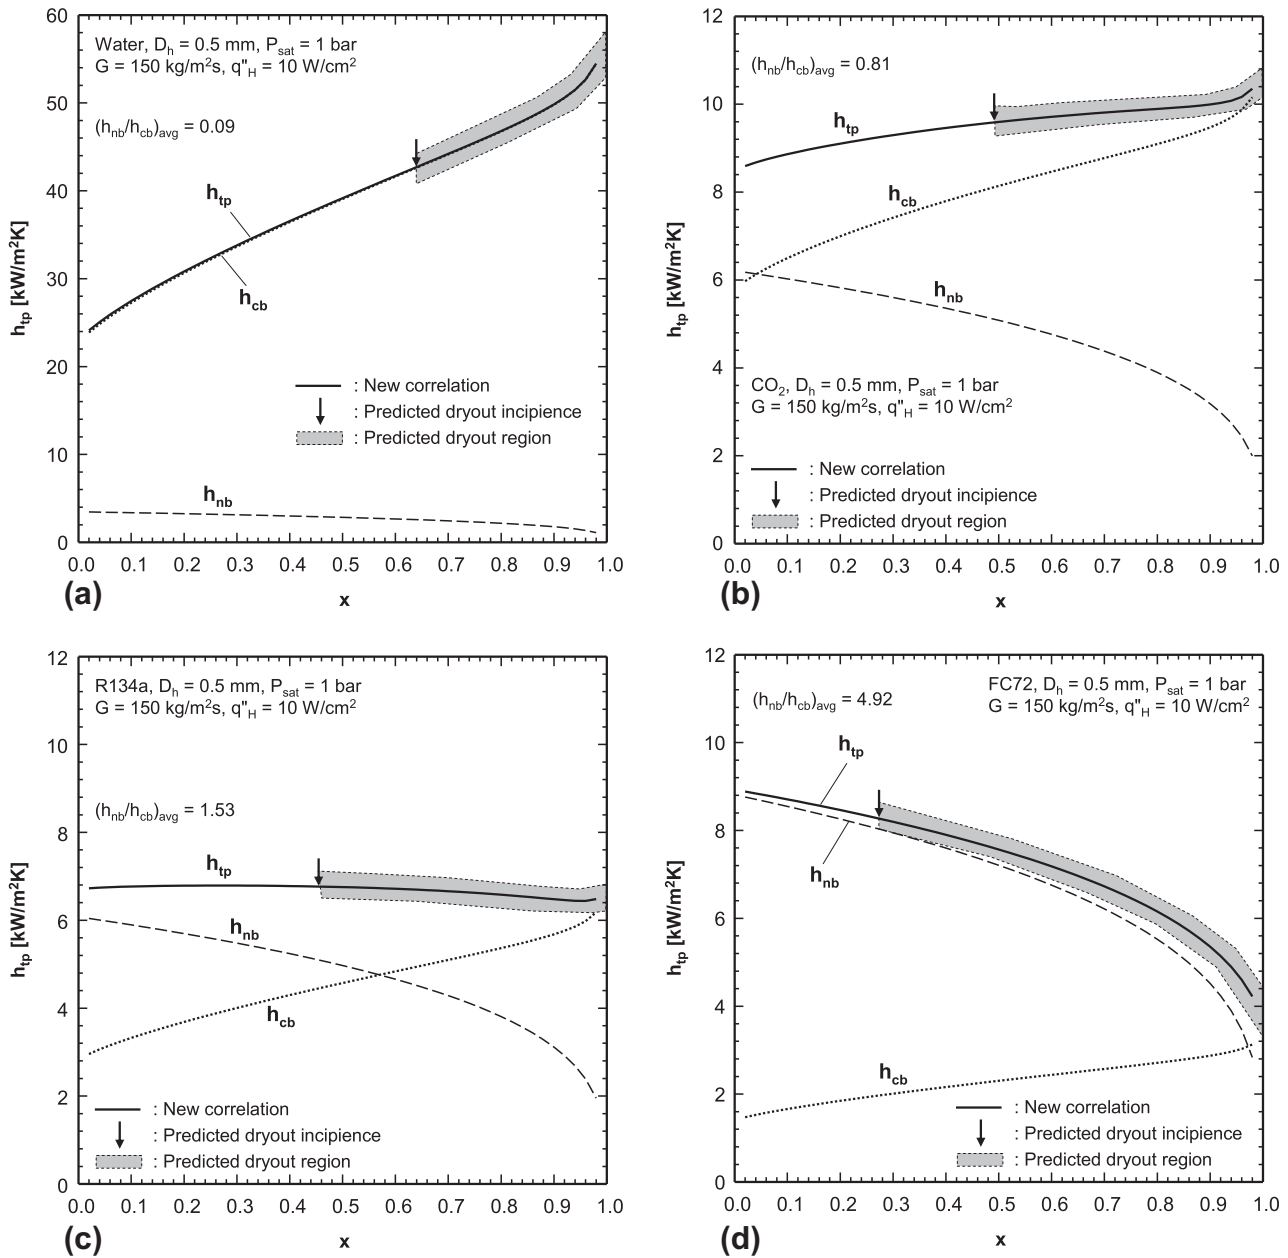 60
50
40
30
20
10
0
h_tp [kW/m²K]
Water, D_h = 0.5 mm, P_sat = 1 bar
G = 150 kg/m²s, q"_H = 10 W/cm²
(h_nb/h_cb)_avg = 0.09
h_tp
h_cb
: New correlation
: Predicted dryout incipience
: Predicted dryout region
h_nb
0.0 0.1 0.2 0.3 0.4 0.5 0.6 0.7 0.8 0.9 1.0
(a)
x
12
10
8
6
4
2
0
h_tp [kW/m²K]
(h_nb/h_cb)_avg = 0.81
h_tp
h_cb
h_nb
CO₂, D_h = 0.5 mm, P_sat = 1 bar
G = 150 kg/m²s, q"_H = 10 W/cm²
: New correlation
: Predicted dryout incipience
: Predicted dryout region
0.0 0.1 0.2 0.3 0.4 0.5 0.6 0.7 0.8 0.9 1.0
(b)
x
12
10
8
6
4
2
0
h_tp [kW/m²K]
R134a, D_h = 0.5 mm, P_sat = 1 bar
G = 150 kg/m²s, q"_H = 10 W/cm²
(h_nb/h_cb)_avg = 1.53
h_tp
h_nb
h_cb
: New correlation
: Predicted dryout incipience
: Predicted dryout region
0.0 0.1 0.2 0.3 0.4 0.5 0.6 0.7 0.8 0.9 1.0
(c)
x
12
10
8
6
4
2
0
h_tp [kW/m²K]
FC72, D_h = 0.5 mm, P_sat = 1 bar
G = 150 kg/m²s, q"_H = 10 W/cm²
(h_nb/h_cb)_avg = 4.92
h_tp
h_nb
h_cb
: New correlation
: Predicted dryout incipience
: Predicted dryout region
0.0 0.1 0.2 0.3 0.4 0.5 0.6 0.7 0.8 0.9 1.0
(d)
x